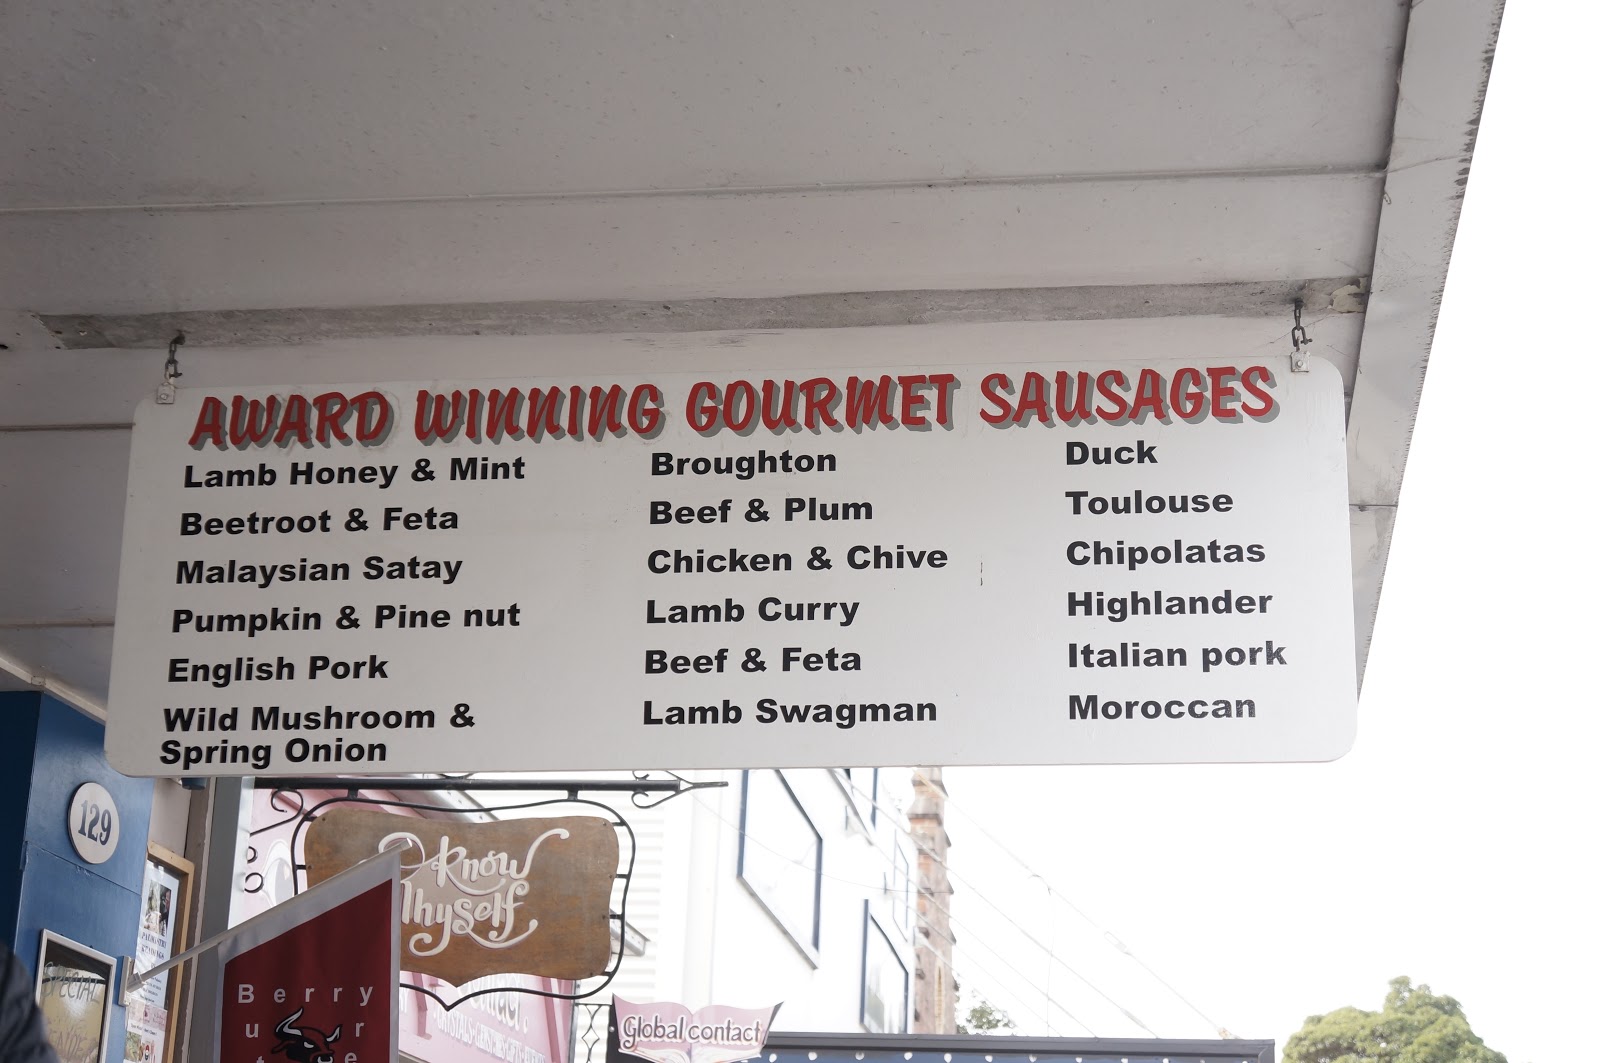 AWARD WINNING GOURMET SAUSAGES
Lamb Honey & Mint
Beetroot & Feta
Malaysian Satay
Pumpkin & Pine nut
English Pork
Wild Mushroom &
Spring Onion
Broughton
Beef & Plum
Chicken & Chive
Lamb Curry
Beef & Feta
Lamb Swagman
Duck
Toulouse
Chipolatas
Highlander
Italian pork
Moroccan
129
Know
Thyself
Berry
SPECIAL
Global contact